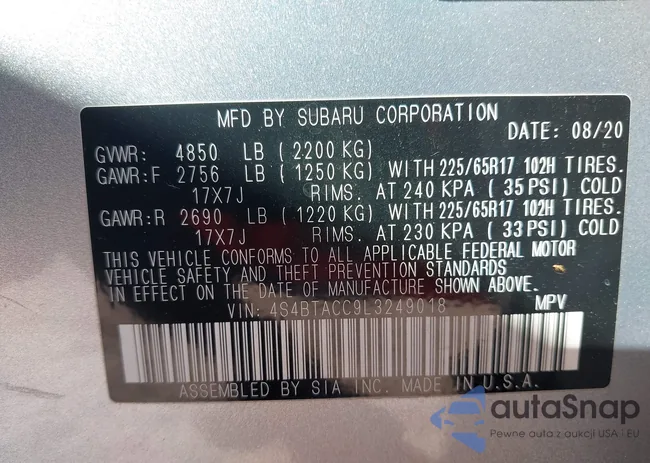 MFD BY SUBARU CORPORATION
DATE: 08/20
GVWR: 4850 LB (2200 KG)
GAWR:F 2756 LB (1250 KG) WITH 225/65R17 102H TIRES.
17X7J RIMS. AT 240 KPA (35 PSI) COLD
GAWR:R 2690 LB (1220 KG) WITH 225/65R17 102H TIRES.
17X7J RIMS. AT 230 KPA (33 PSI) COLD
THIS VEHICLE CONFORMS TO ALL APPLICABLE FEDERAL MOTOR
VEHICLE SAFETY AND THEFT PREVENTION STANDARDS
IN EFFECT ON THE DATE OF MANUFACTURE SHOWN ABOVE.
VIN: 4S4BTACC9L3249018 MPV
ASSEMBLED BY SIA INC. MADE IN U.S.A.
autaSnap
Pewne auta z aukcji USA - EU